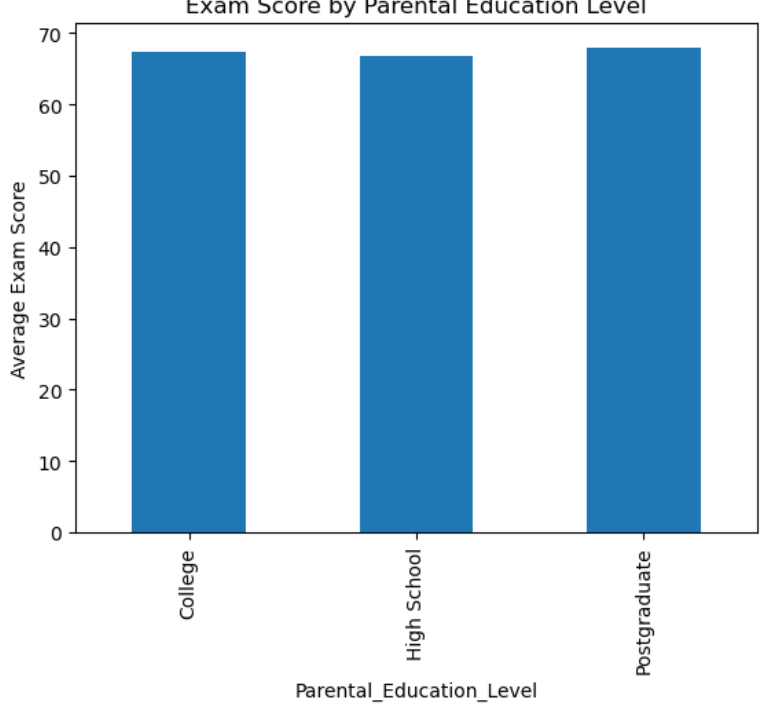 Exam Score by Parental Education Level
70
60
50
40
30
20
10
0
Average Exam Score
College
High School
Postgraduate
Parental_Education_Level